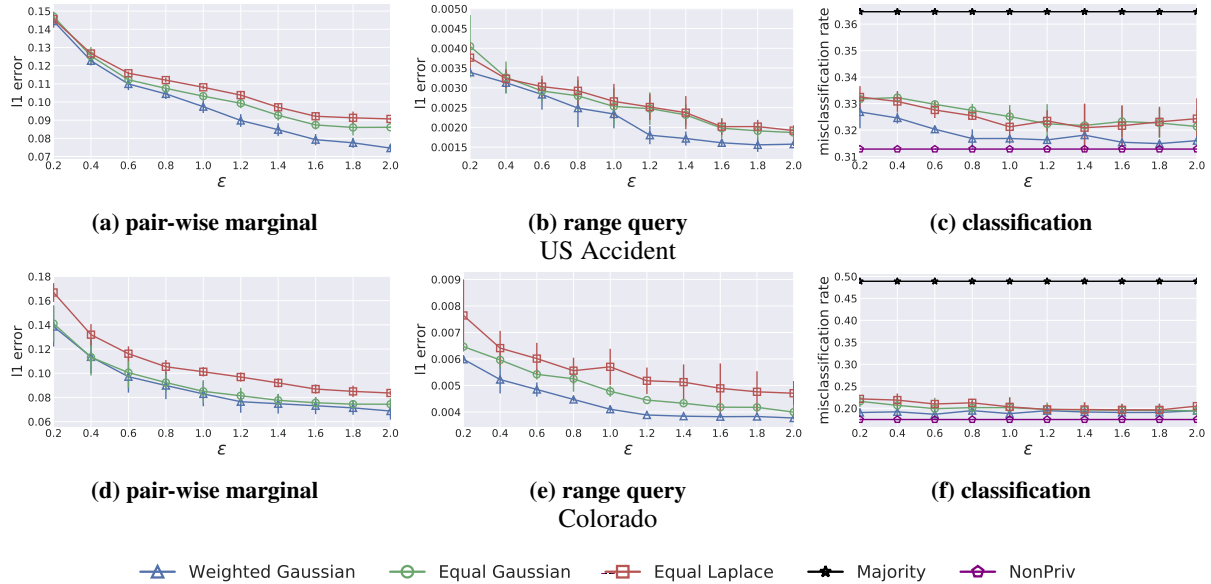 0.15
0.14
0.13
0.12
0.11
0.10
0.09
0.08
0.07
l1 error
0.2 0.4 0.6 0.8 1.0 1.2 1.4 1.6 1.8 2.0
ε
(a) pair-wise marginal
0.0050
0.0045
0.0040
0.0035
0.0030
0.0025
0.0020
0.0015
l1 error
0.2 0.4 0.6 0.8 1.0 1.2 1.4 1.6 1.8 2.0
ε
(b) range query
0.36
0.35
0.34
0.33
0.32
0.31
misclassification rate
0.2 0.4 0.6 0.8 1.0 1.2 1.4 1.6 1.8 2.0
ε
(c) classification
US Accident
0.18
0.16
0.14
0.12
0.10
0.08
0.06
l1 error
0.2 0.4 0.6 0.8 1.0 1.2 1.4 1.6 1.8 2.0
ε
(d) pair-wise marginal
0.009
0.008
0.007
0.006
0.005
0.004
l1 error
0.2 0.4 0.6 0.8 1.0 1.2 1.4 1.6 1.8 2.0
ε
(e) range query
0.50
0.45
0.40
0.35
0.30
0.25
0.20
misclassification rate
0.2 0.4 0.6 0.8 1.0 1.2 1.4 1.6 1.8 2.0
ε
(f) classification
Colorado
Weighted Gaussian Equal Gaussian Equal Laplace Majority NonPriv